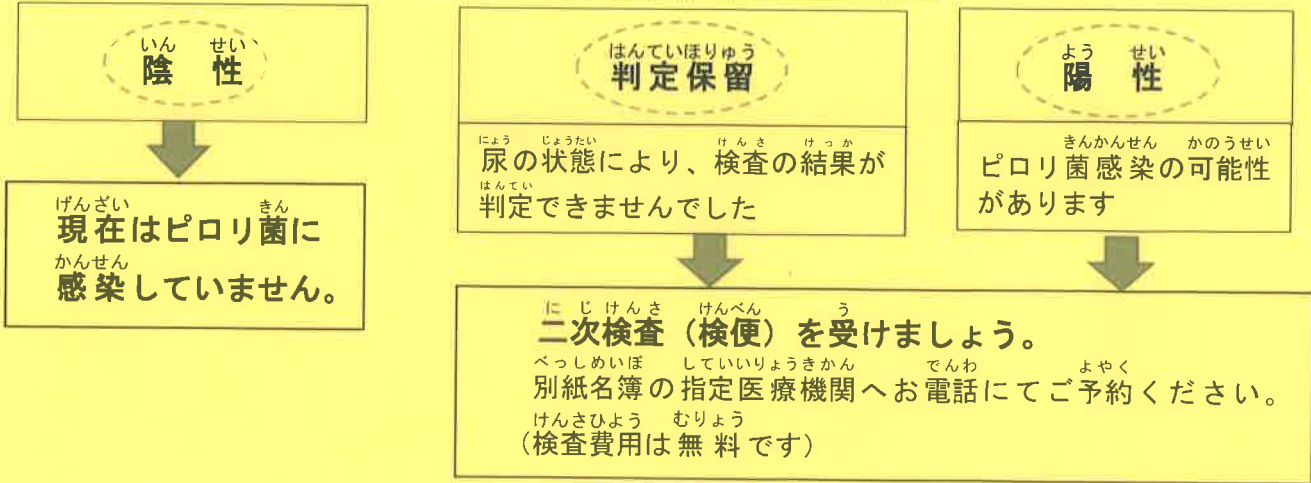 いん せい
陰 性
げんざい きん
現在はピロリ菌に
かんせん
感染していません。
はんていほりゅう
判定保留
にょう じょうたい けんさ けっか
尿の状態により、検査の結果が
はんてい
判定できませんでした
よう せい
陽 性
きんかんせん かのうせい
ピロリ菌感染の可能性
があります
に じ けんさ けんべん う
二次検査（検便）を受けましょう。
べっしめいぼ していいりょうきかん でんわ よやく
別紙名簿の指定医療機関へお電話にてご予約ください。
けんさひよう むりょう
（検査費用は無料です）